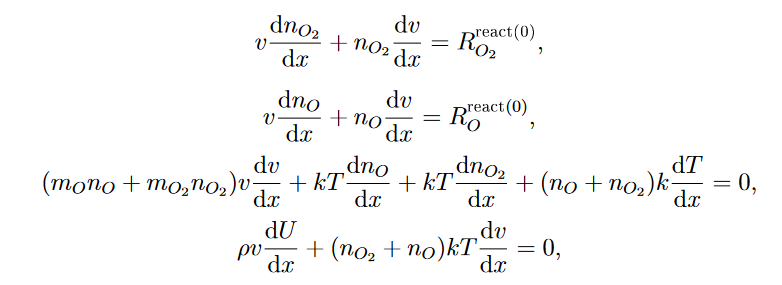 v\frac{\mathrm{d}n_{O_2}}{\mathrm{d}x} + n_{O_2}\frac{\mathrm{d}v}{\mathrm{d}x} = R_{O_2}^{\mathrm{react}(0)},
v\frac{\mathrm{d}n_O}{\mathrm{d}x} + n_O\frac{\mathrm{d}v}{\mathrm{d}x} = R_O^{\mathrm{react}(0)},
(m_O n_O + m_{O_2} n_{O_2})v\frac{\mathrm{d}v}{\mathrm{d}x} + kT\frac{\mathrm{d}n_O}{\mathrm{d}x} + kT\frac{\mathrm{d}n_{O_2}}{\mathrm{d}x} + (n_O + n_{O_2})k\frac{\mathrm{d}T}{\mathrm{d}x} = 0,
\rho v\frac{\mathrm{d}U}{\mathrm{d}x} + (n_{O_2} + n_O)kT\frac{\mathrm{d}v}{\mathrm{d}x} = 0,